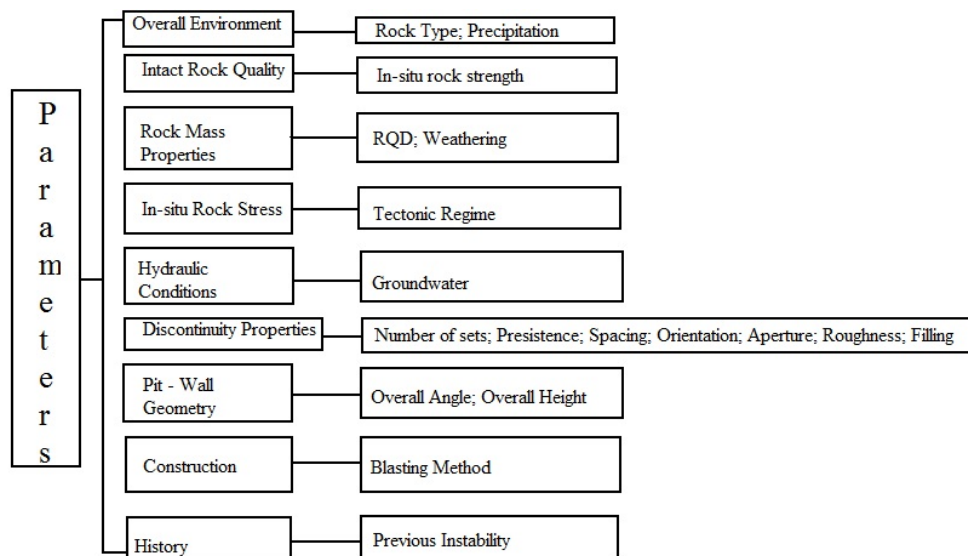 Parameters
Overall Environment
Rock Type; Precipitation
Intact Rock Quality
In-situ rock strength
Rock Mass
Properties
RQD; Weathering
In-situ Rock Stress
Tectonic Regime
Hydraulic
Conditions
Groundwater
Discontinuity Properties
Number of sets; Presistence; Spacing; Orientation; Aperture; Roughness; Filling
Pit - Wall
Geometry
Overall Angle; Overall Height
Construction
Blasting Method
History
Previous Instability